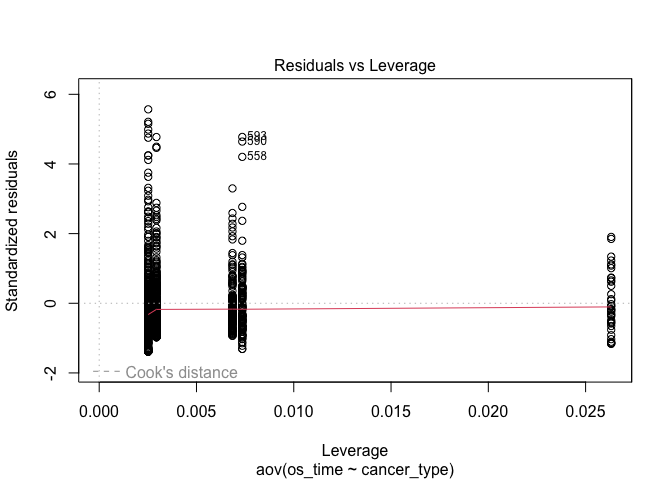 Residuals vs Leverage
Standardized residuals
6
4
2
0
-2
593
590
558
Cook's distance
0.000
0.005
0.010
0.015
0.020
0.025
Leverage
aov(os_time ~ cancer_type)